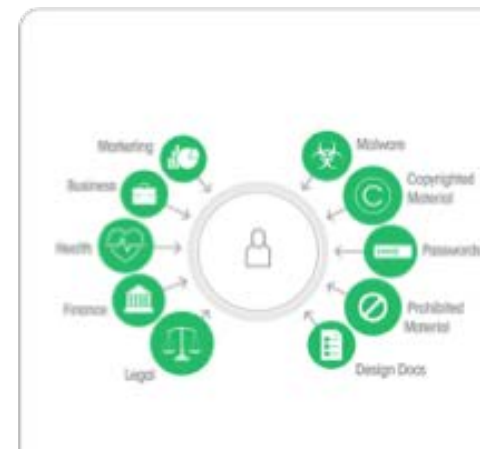 Marketing
Business
Health
Finance
Legal
Malware
Copyrighted
Material
Passwords
Prohibited
Material
Design Docs